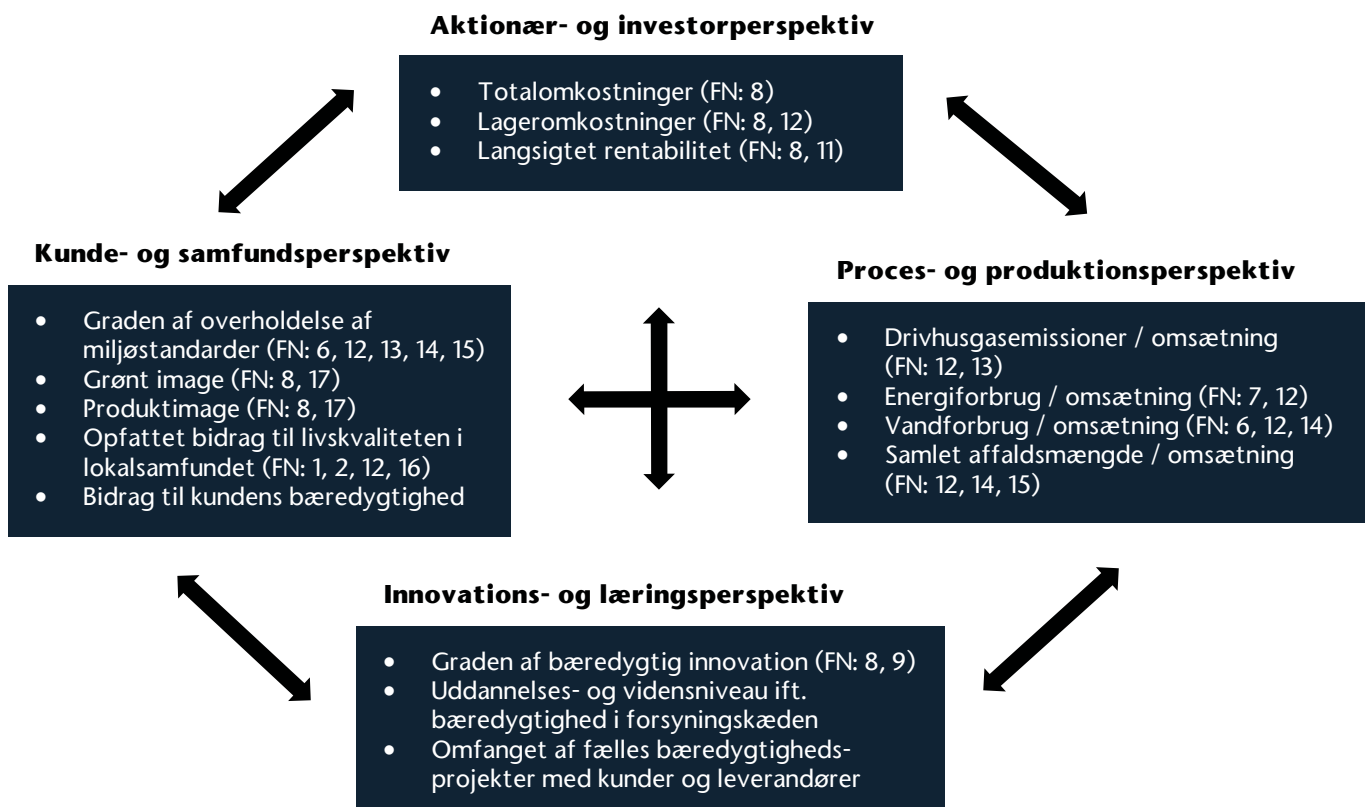 Aktionær- og investorperspektiv
• Totalomkostninger (FN: 8)
• Lageromkostninger (FN: 8, 12)
• Langsigtet rentabilitet (FN: 8, 11)
Kunde- og samfundsperspektiv
• Graden af overholdelse af
miljøstandarder (FN: 6, 12, 13, 14, 15)
• Grønt image (FN: 8, 17)
• Produktimage (FN: 8, 17)
• Opfattet bidrag til livskvaliteten i
lokalsamfundet (FN: 1, 2, 12, 16)
• Bidrag til kundens bæredygtighed
Proces- og produktionsperspektiv
• Drivhusgasemissioner / omsætning
(FN: 12, 13)
• Energiforbrug / omsætning (FN: 7, 12)
• Vandforbrug / omsætning (FN: 6, 12, 14)
• Samlet affaldsmængde / omsætning
(FN: 12, 14, 15)
Innovations- og læringsperspektiv
• Graden af bæredygtig innovation (FN: 8, 9)
• Uddannelses- og vidensniveau ift.
bæredygtighed i forsyningskæden
• Omfanget af fælles bæredygtigheds-
projekter med kunder og leverandører